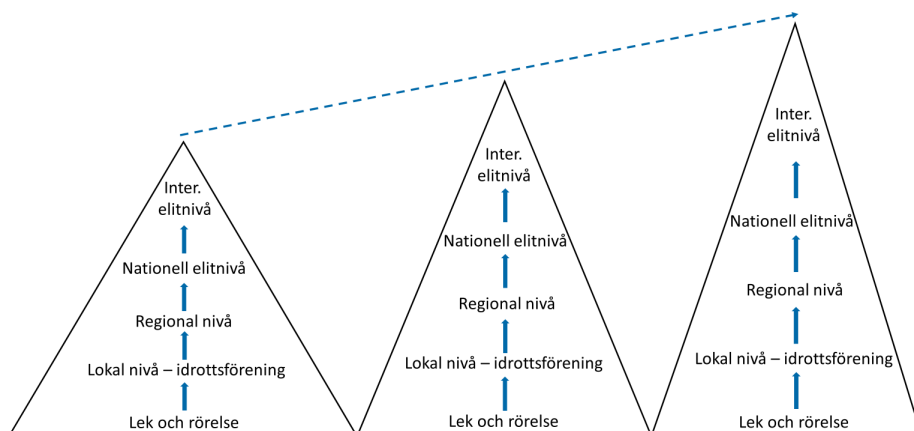 Inter.
elitnivå
Nationell elitnivå
Regional nivå
Lokal nivå – idrottsförening
Lek och rörelse
Inter.
elitnivå
Nationell elitnivå
Regional nivå
Lokal nivå – idrottsförening
Lek och rörelse
Inter.
elitnivå
Nationell elitnivå
Regional nivå
Lokal nivå – idrottsförening
Lek och rörelse